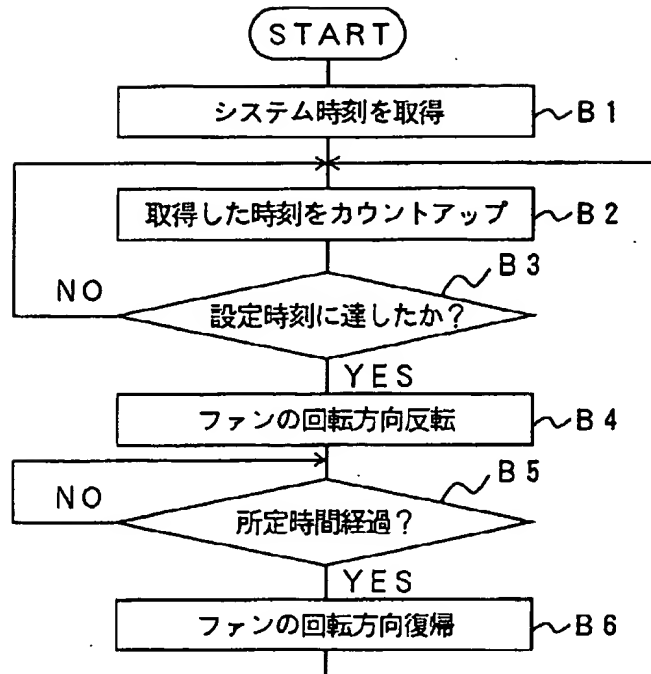 START
システム時刻を取得
B1
取得した時刻をカウントアップ
B2
B3
NO
設定時刻に達したか?
YES
ファンの回転方向反転
B4
B5
NO
所定時間経過?
YES
ファンの回転方向復帰
B6